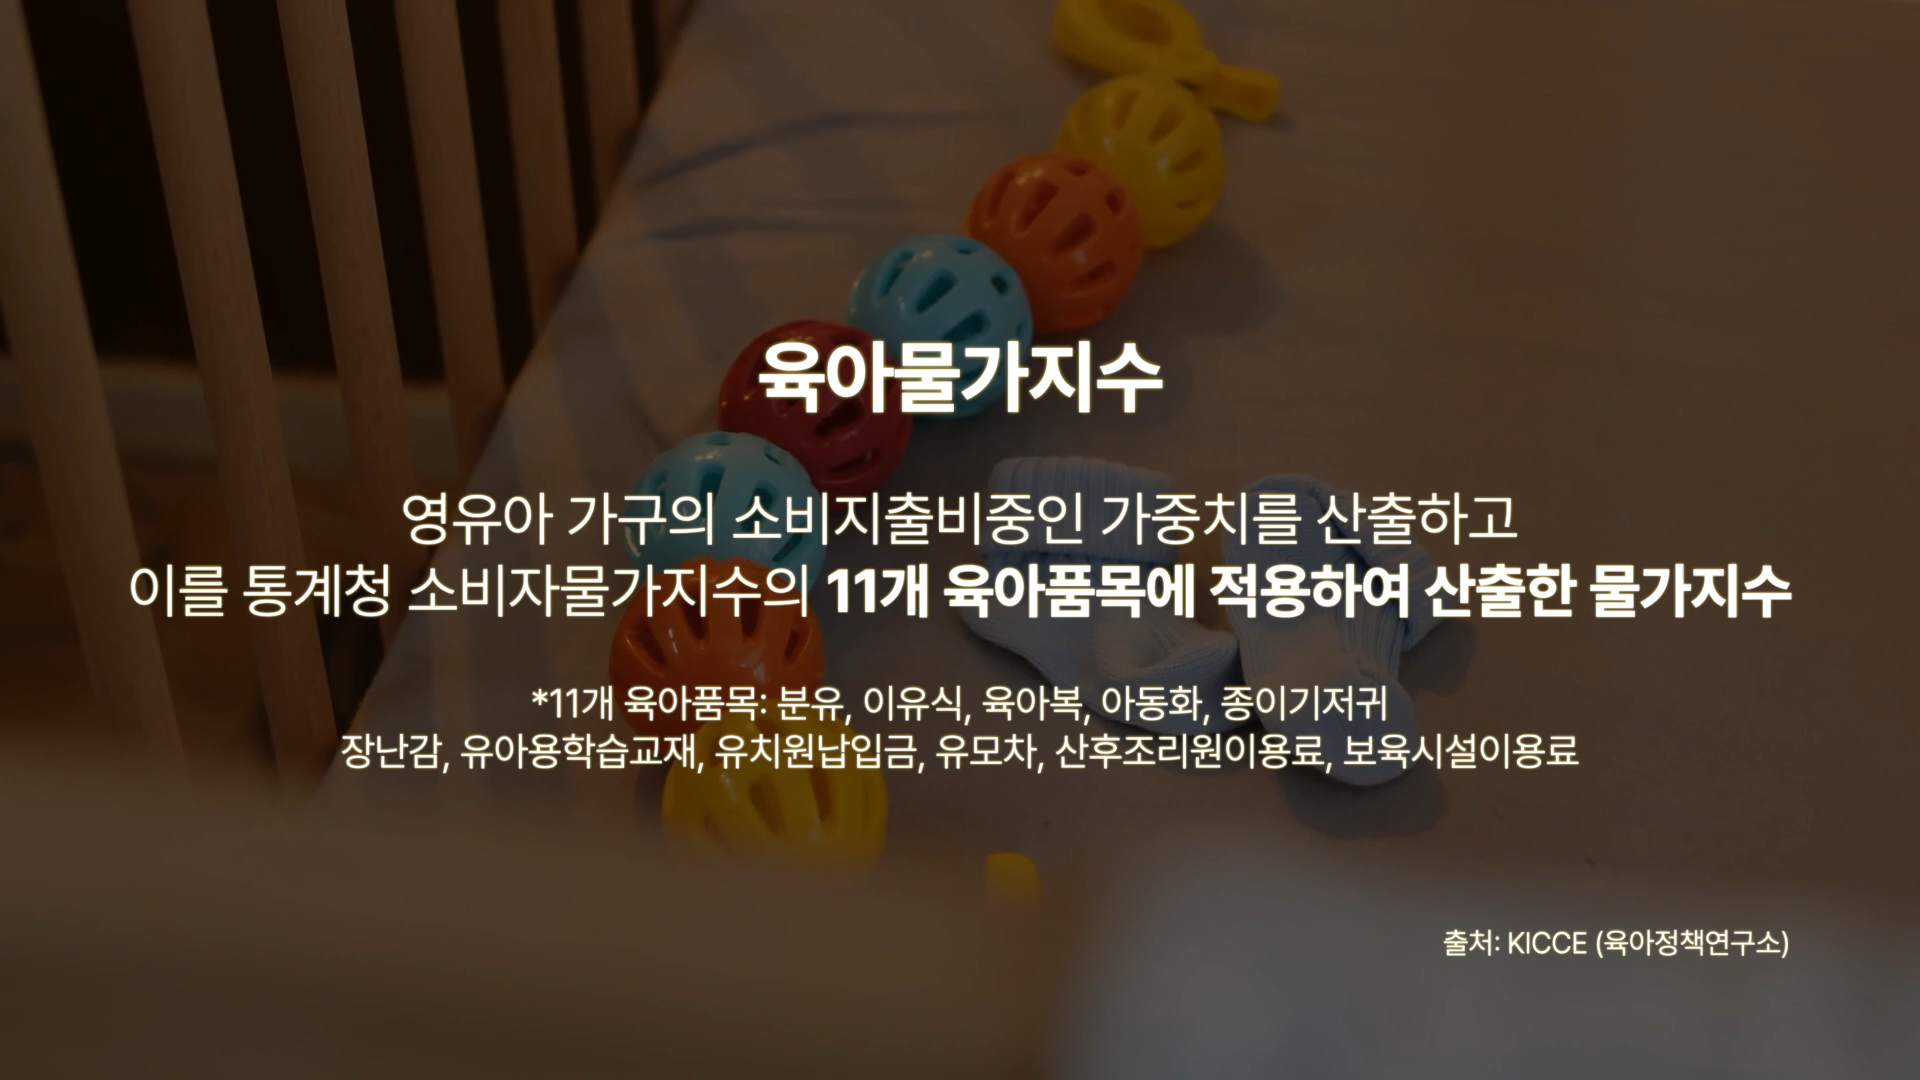 육아물가지수
영유아 가구의 소비지출비중인 가중치를 산출하고
이를 통계청 소비자물가지수의 11개 육아품목에 적용하여 산출한 물가지수
*11개 육아품목: 분유, 이유식, 육아복, 아동화, 종이기저귀
장난감, 유아용학습교재, 유치원납입금, 유모차, 산후조리원이용료, 보육시설이용료
출처: KICCE (육아정책연구소)